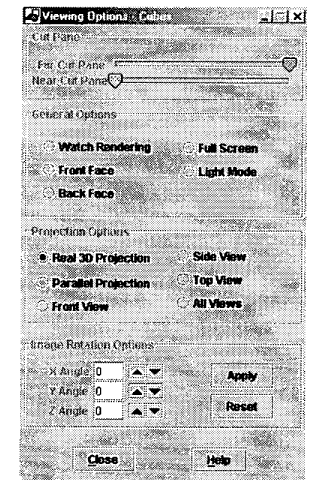 Viewing Options - Cubes
Cut Pane
Far Cut Pane
Near Cut Pane
General Options
Watch Rendering
Full Screen
Front Face
Light Mode
Back Face
Projection Options
Real 3D Projection
Side View
Parallel Projection
Top View
Front View
All Views
Image Rotation Options
X Angle 0
Y Angle 0
Z Angle 0
Apply
Reset
Close
Help